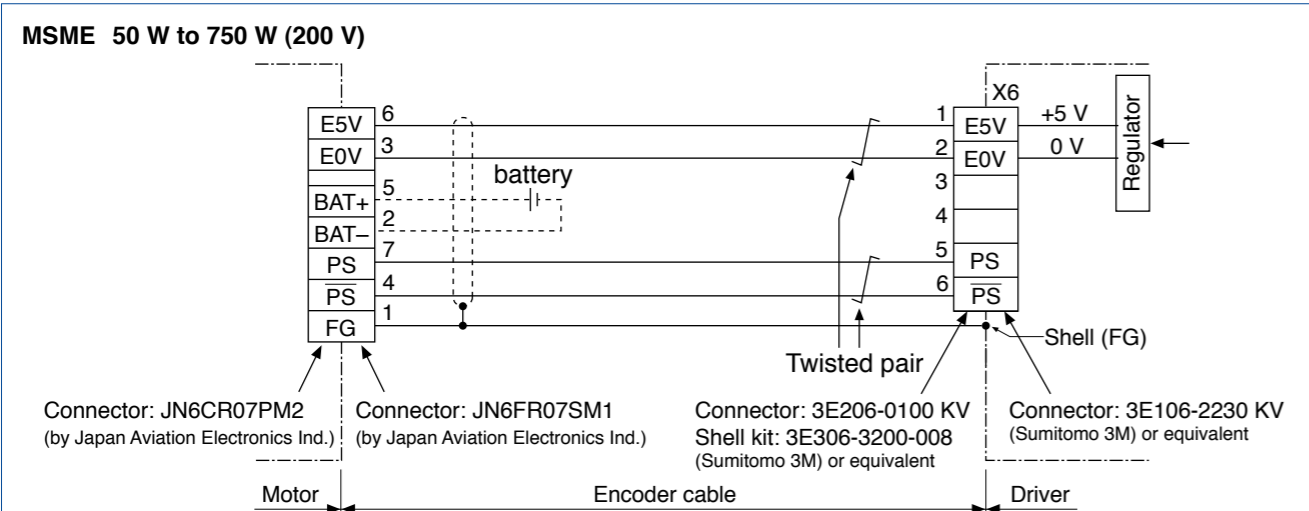 MSME 50 W to 750 W (200 V)
X6
E5V 6 1 E5V +5 V
E0V 3 2 E0V 0 V
Regulator
battery
3
BAT+ 5
4
BAT– 2
PS 7 5 PS
P̅S̅ 4 6 P̅S̅
FG 1
Shell (FG)
Twisted pair
Connector: JN6CR07PM2
(by Japan Aviation Electronics Ind.)
Connector: JN6FR07SM1
(by Japan Aviation Electronics Ind.)
Connector: 3E206-0100 KV
Shell kit: 3E306-3200-008
(Sumitomo 3M) or equivalent
Connector: 3E106-2230 KV
(Sumitomo 3M) or equivalent
Motor
Encoder cable
Driver